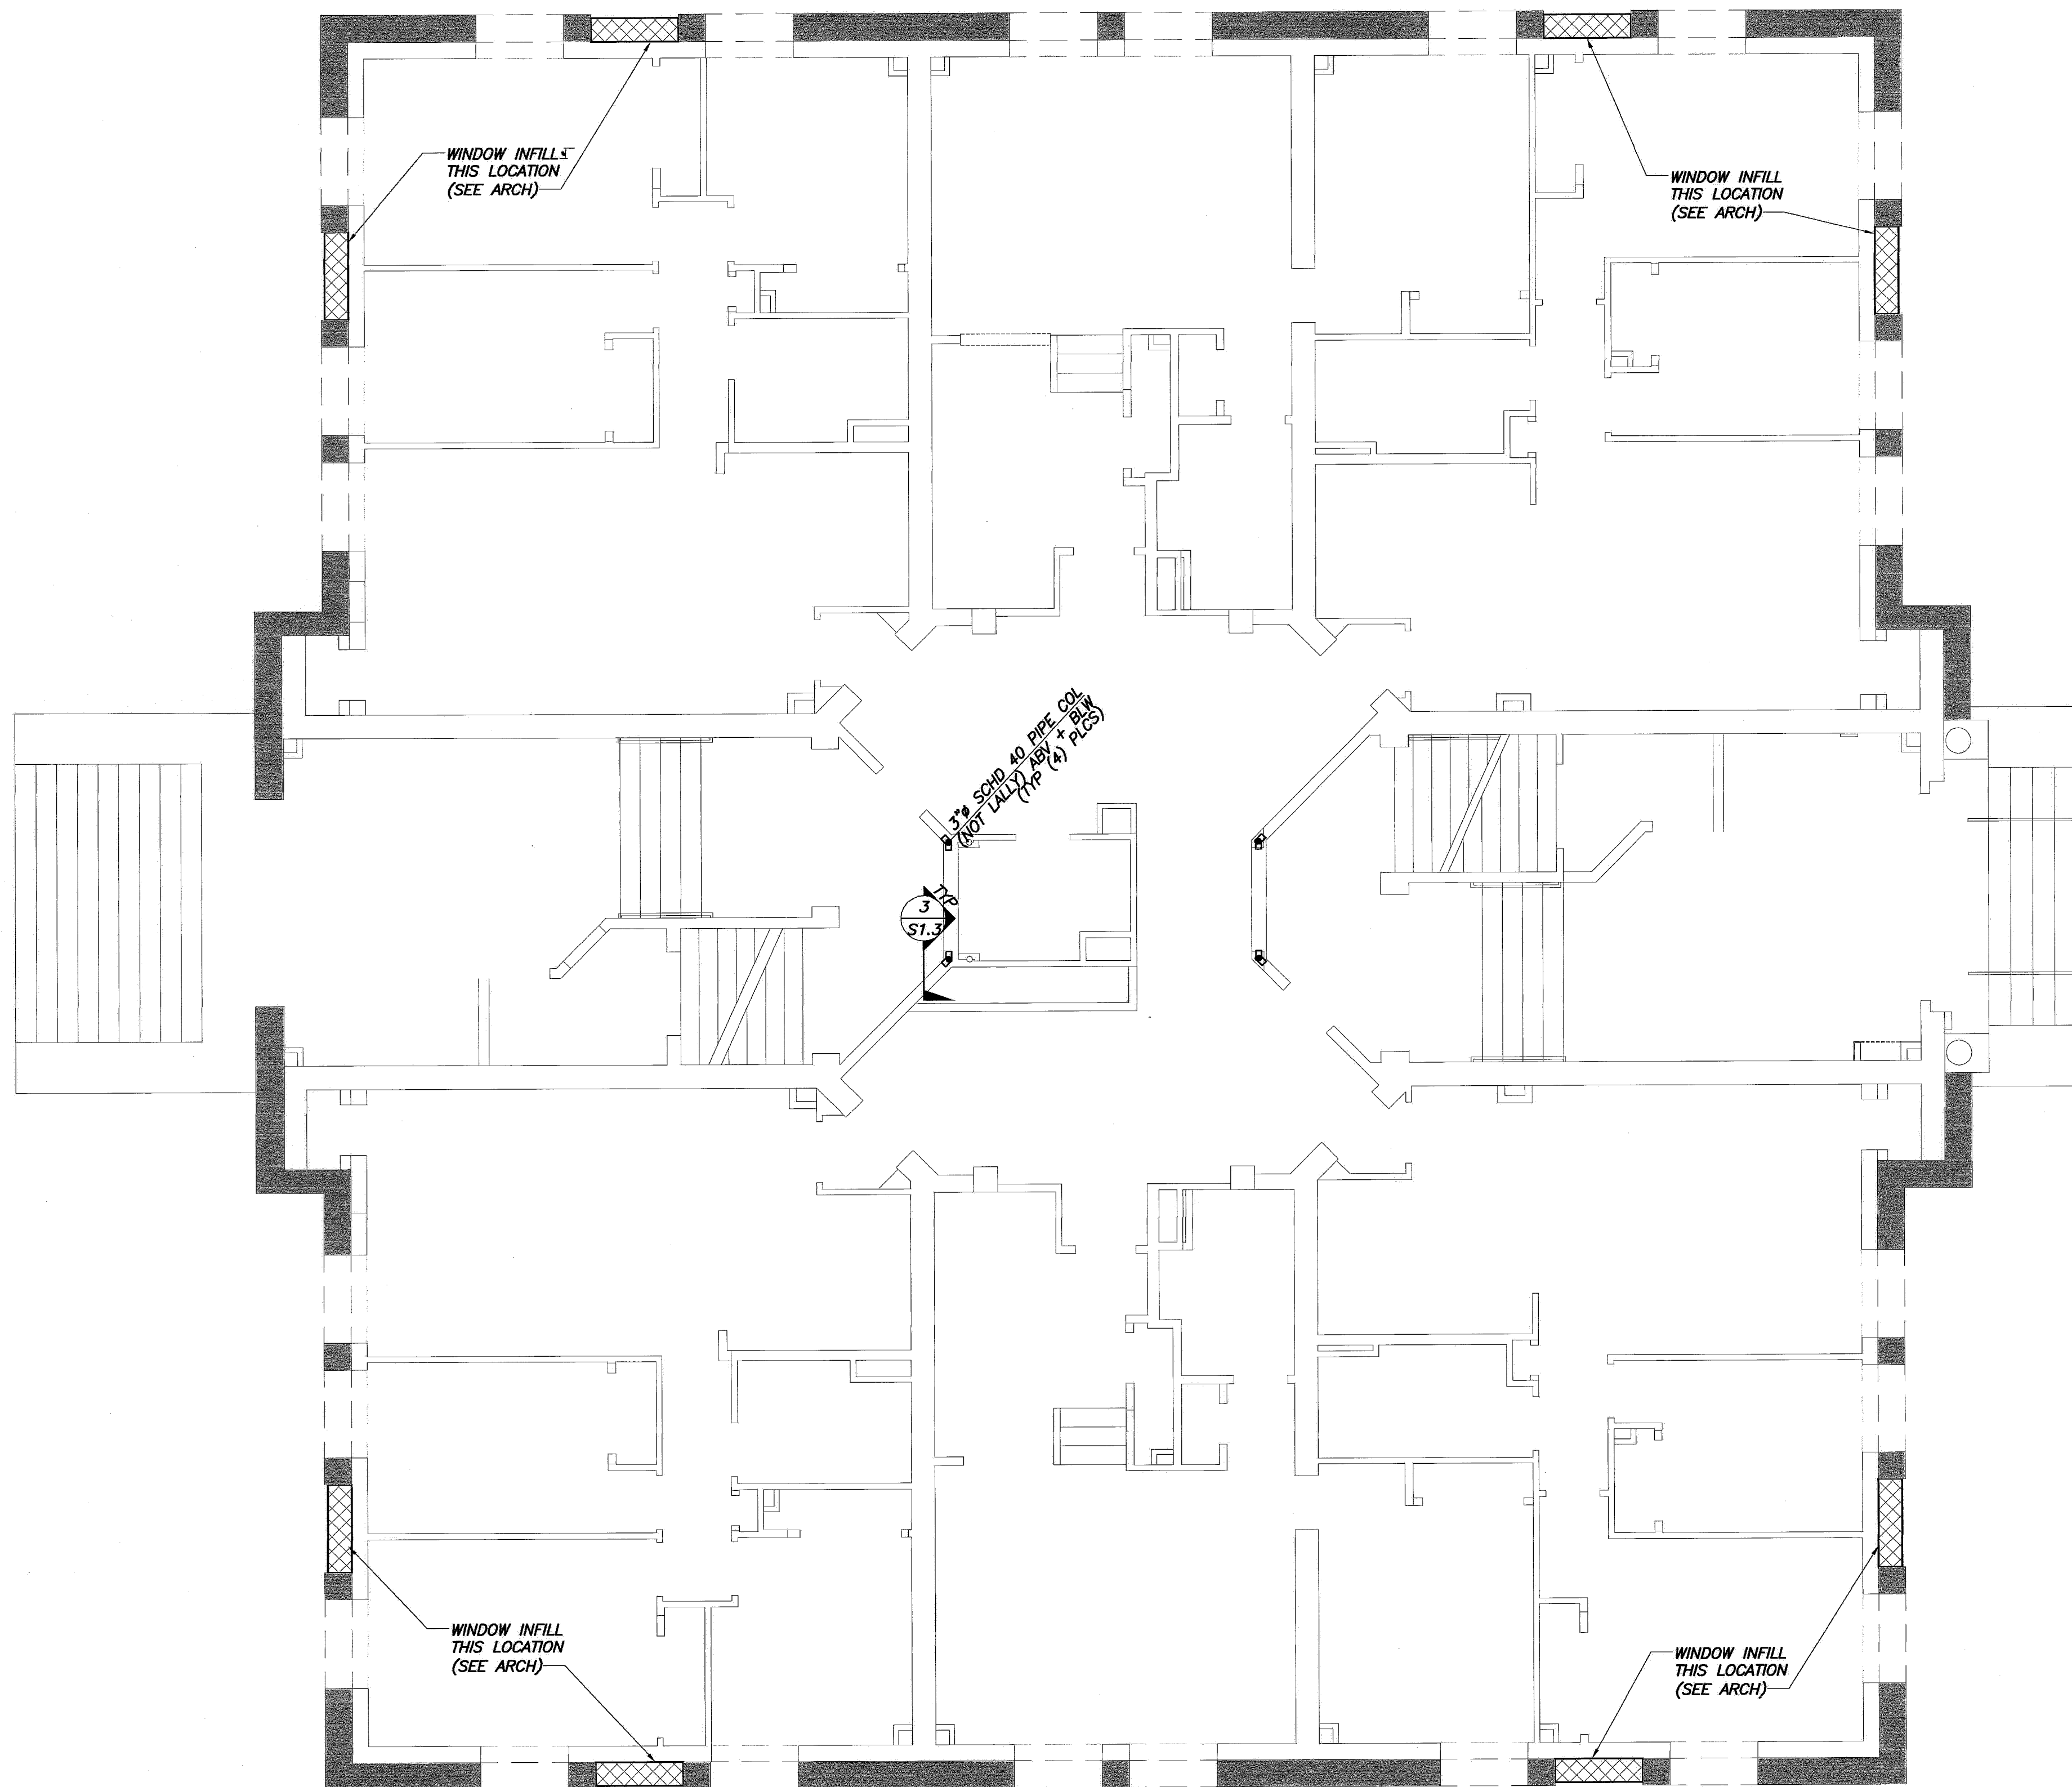 WINDOW INFILL
THIS LOCATION
(SEE ARCH)
WINDOW INFILL
THIS LOCATION
(SEE ARCH)
3"ø SCHD 40 PIPE COL
(NOT LALLY) ABV + BLW
(TYP (4) PLCS)
TYP
3
S1.3
WINDOW INFILL
THIS LOCATION
(SEE ARCH)
WINDOW INFILL
THIS LOCATION
(SEE ARCH)